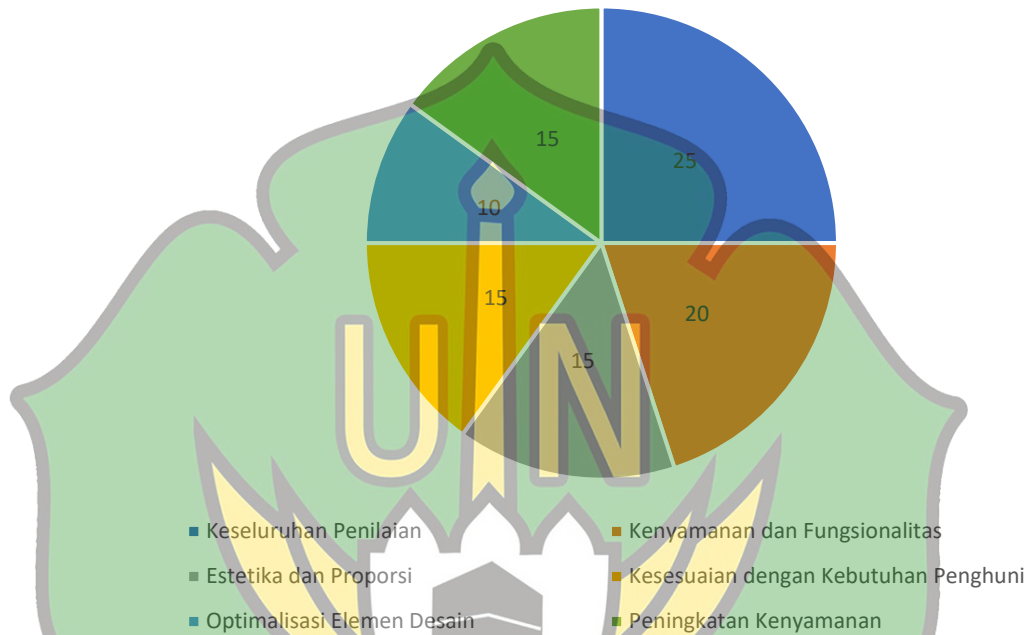 15
25
10
15
20
15
UIN
Keseluruhan Penilaian
Kenyamanan dan Fungsionalitas
Estetika dan Proporsi
Kesesuaian dengan Kebutuhan Penghuni
Optimalisasi Elemen Desain
Peningkatan Kenyamanan